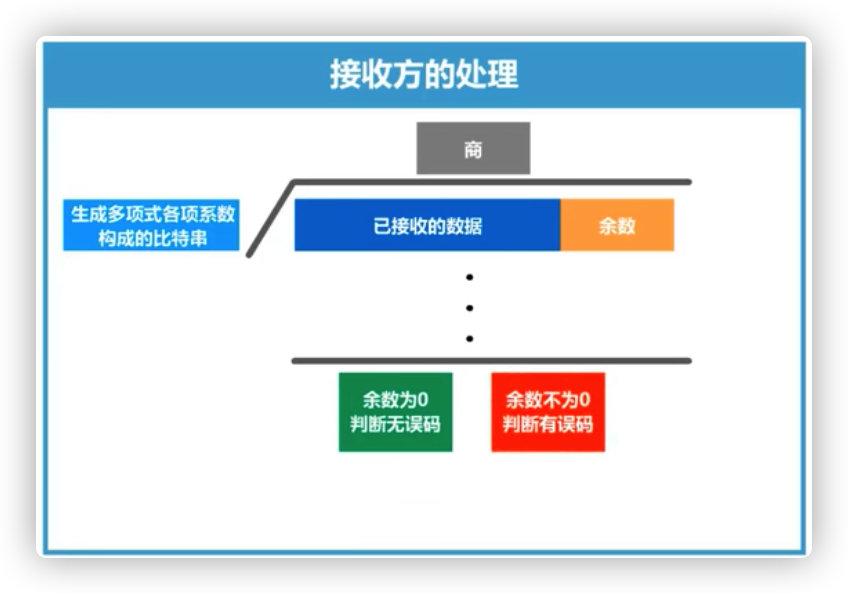 接收方的处理
商
生成多项式各项系数
构成的比特串
已接收的数据
余数
余数为0
判断无误码
余数不为0
判断有误码